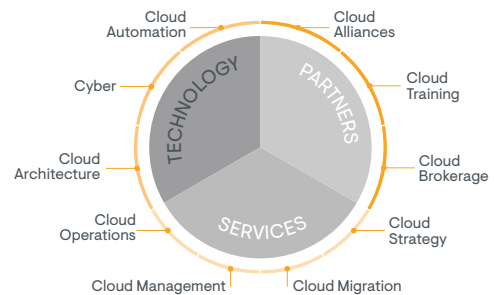 Cloud
Automation
Cloud
Alliances
Cyber
Cloud
Training
TECHNOLOGY
PARTNERS
Cloud
Architecture
Cloud
Brokerage
Cloud
Operations
SERVICES
Cloud
Strategy
Cloud Management
Cloud Migration